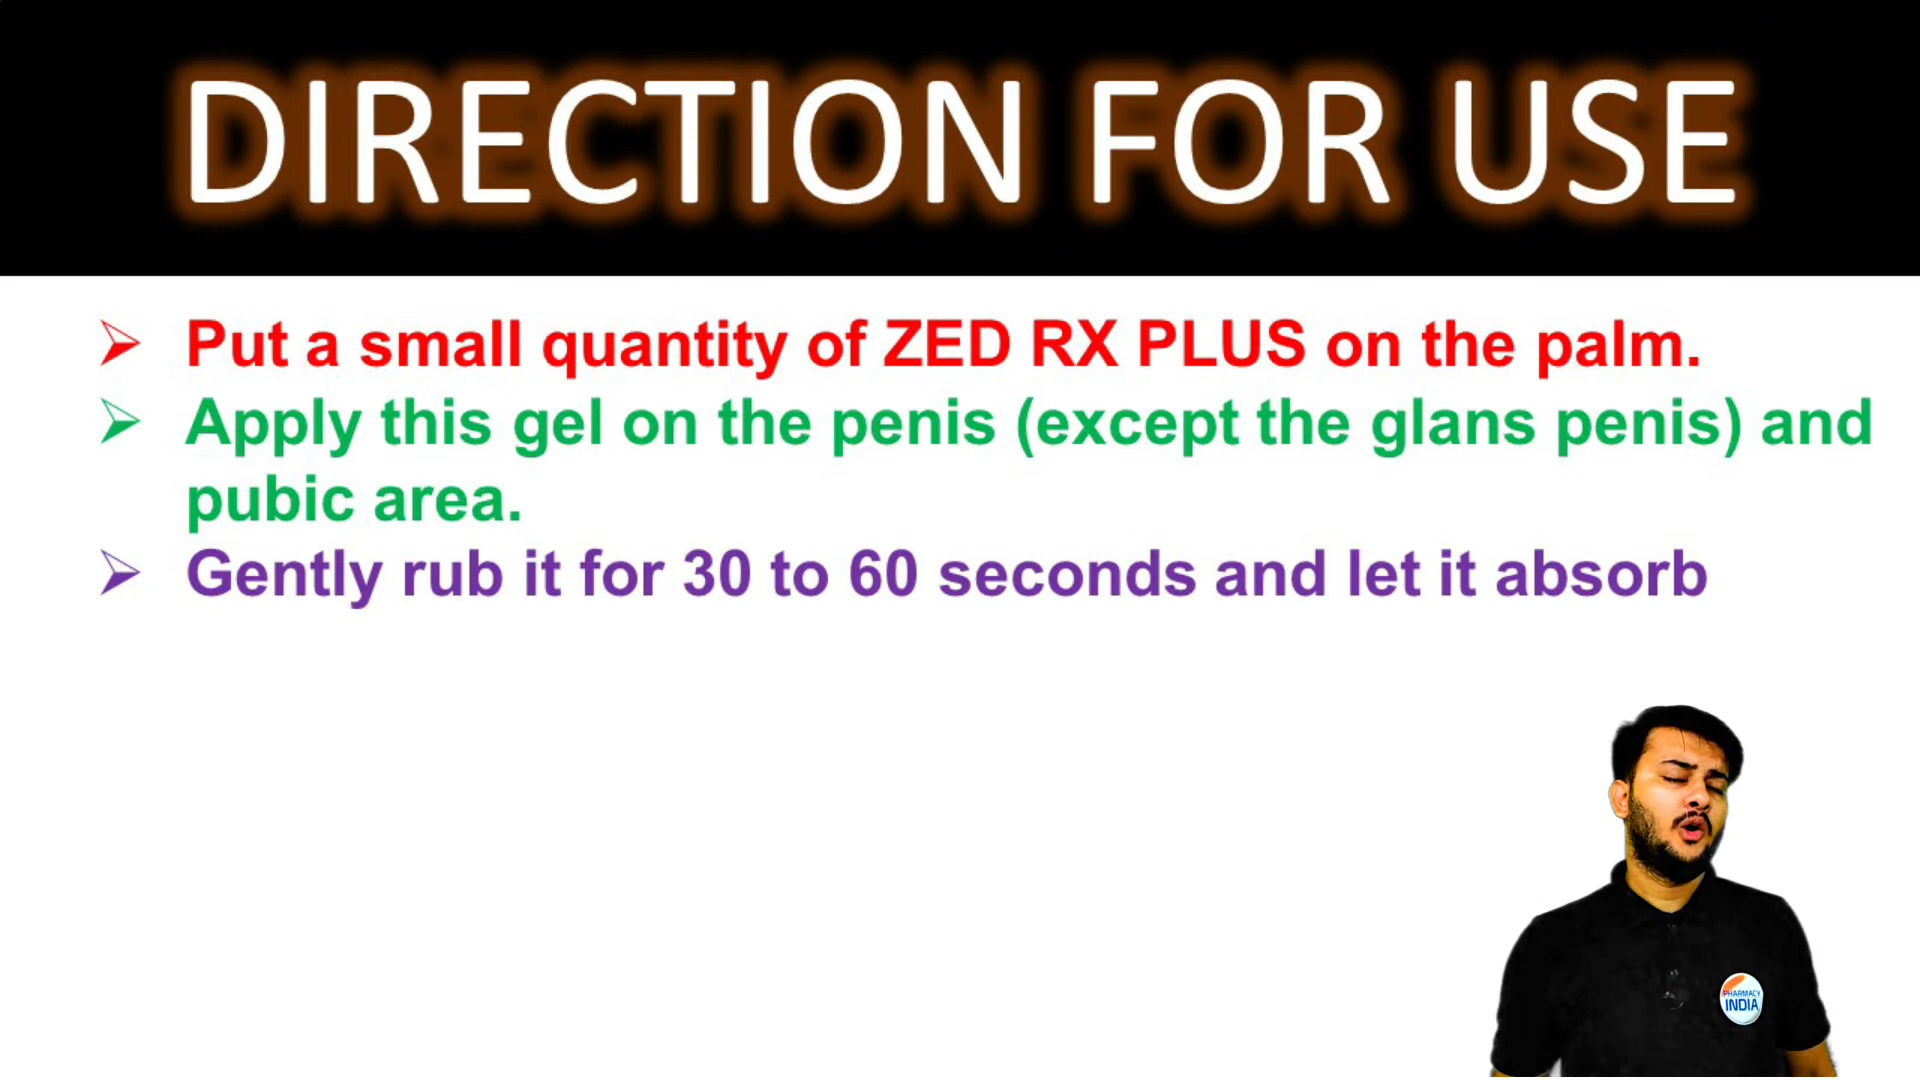 DIRECTION FOR USE
➢ Put a small quantity of ZED RX PLUS on the palm.
➢ Apply this gel on the penis (except the glans penis) and
pubic area.
➢ Gently rub it for 30 to 60 seconds and let it absorb
PHARMACY
INDIA